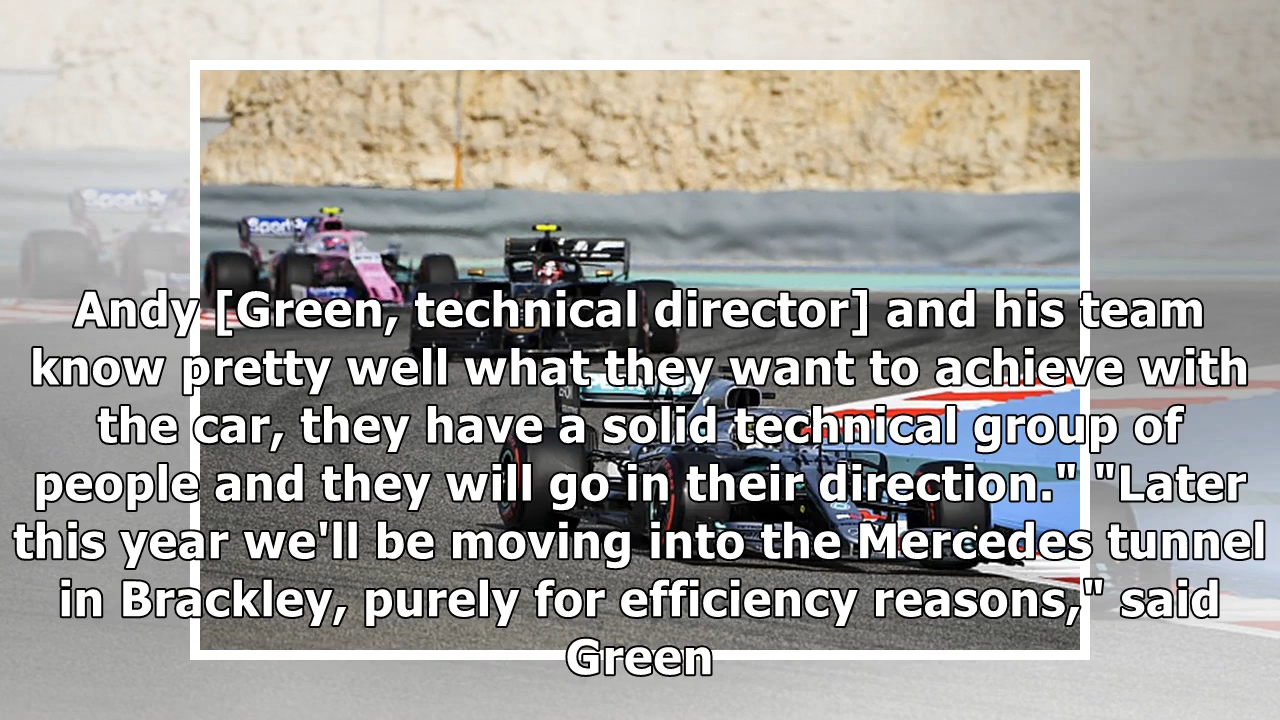 Sport
Andy [Green, technical director] and his team
know pretty well what they want to achieve with
the car, they have a solid technical group of
people and they will go in their direction." "Later
this year we'll be moving into the Mercedes tunnel
in Brackley, purely for efficiency reasons," said
Green